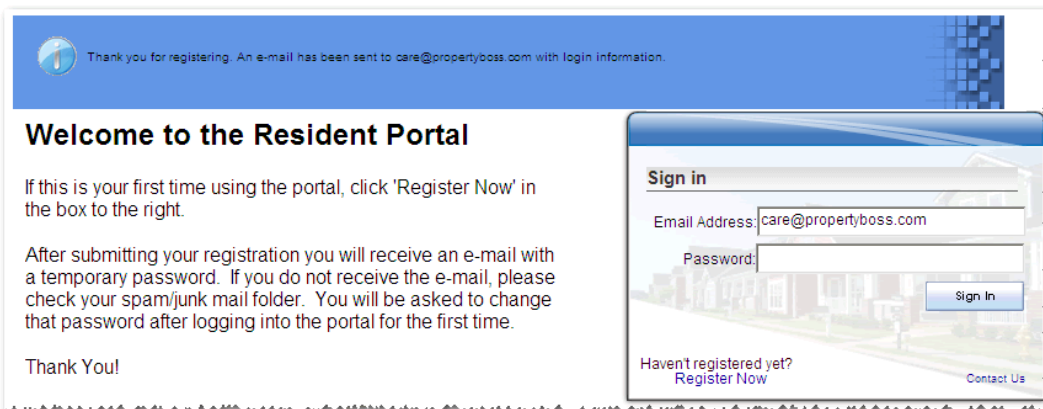 Thank you for registering. An e-mail has been sent to care@propertyboss.com with login information.
Welcome to the Resident Portal
If this is your first time using the portal, click 'Register Now' in
the box to the right.
After submitting your registration you will receive an e-mail with
a temporary password. If you do not receive the e-mail, please
check your spam/junk mail folder. You will be asked to change
that password after logging into the portal for the first time.
Thank You!
Sign in
Email Address: care@propertyboss.com
Password:
Sign In
Haven't registered yet?
Register Now
Contact Us